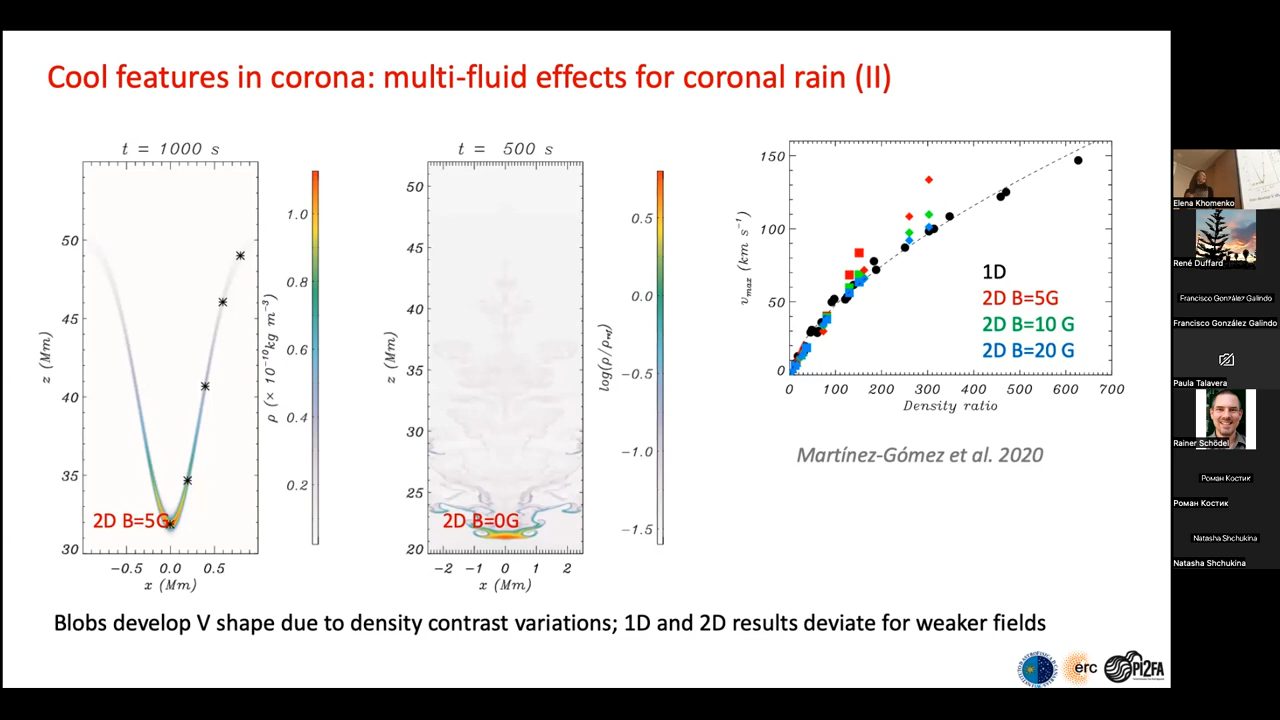 Cool features in corona: multi-fluid effects for coronal rain (II)
t = 1000 s
50
45
40
35
30
z (Mm)
−0.5 0.0 0.5
x (Mm)
2D B=5G
1.0
0.8
0.6
0.4
0.2
ρ (× 10⁻¹⁰kg m⁻³)
t = 500 s
50
45
40
35
30
25
20
z (Mm)
−2 −1 0 1 2
x (Mm)
2D B=0G
0.5
0.0
−0.5
−1.0
−1.5
log(ρ/ρref)
150
100
50
0
vmax (km s⁻¹)
0 100 200 300 400 500 600 700
Density ratio
1D
2D B=5G
2D B=10 G
2D B=20 G
Martínez-Gómez et al. 2020
Blobs develop V shape due to density contrast variations; 1D and 2D results deviate for weaker fields
erc
PI2FA
Elena Khomenko
René Duffard
Francisco González Galindo
Francisco González Galindo
Paula Talavera
Rainer Schödel
Роман Костик
Роман Костик
Natasha Shchukina
Natasha Shchukina